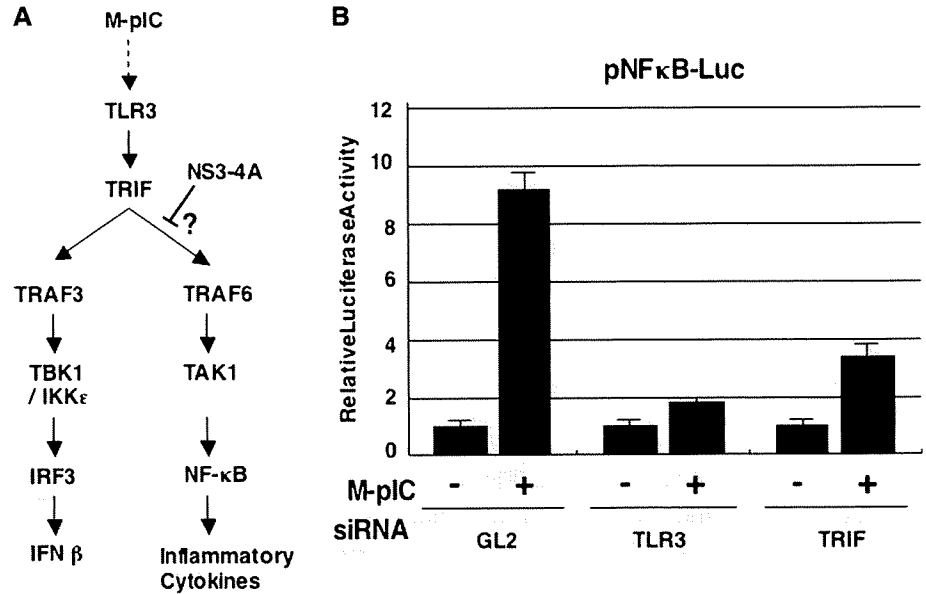 A
M-pIC
TLR3
TRIF
NS3-4A
?
TRAF3 TRAF6
TBK1 TAK1
/ IKKε
IRF3 NF-κB
IFN β Inflammatory
Cytokines
B
pNFκB-Luc
RelativeLuciferaseActivity
12
10
8
6
4
2
0
M-pIC - + - + - +
siRNA GL2 TLR3 TRIF